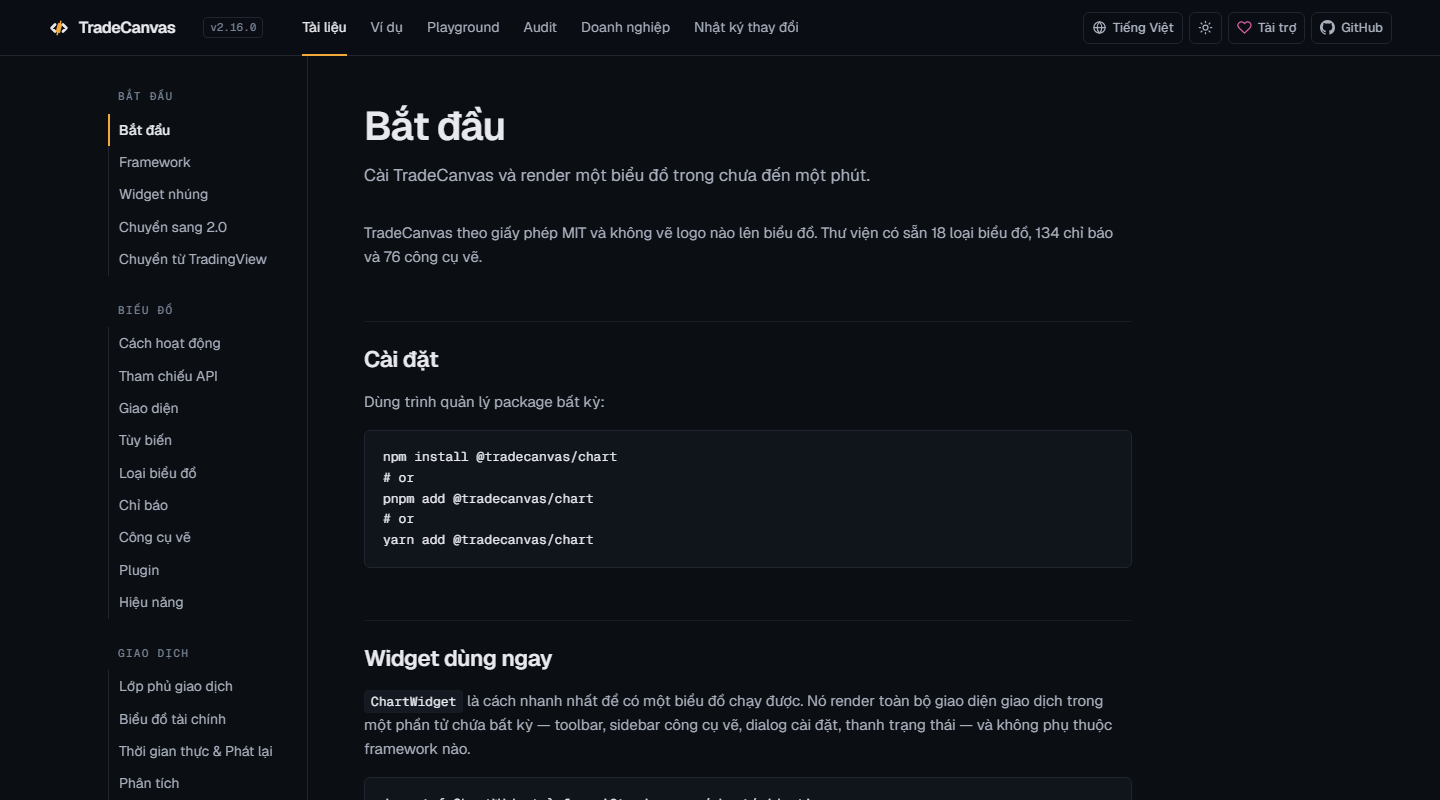 TradeCanvas
v2.16.0
Tài liệu
Ví dụ
Playground
Audit
Doanh nghiệp
Nhật ký thay đổi
Tiếng Việt
Tài trợ
GitHub
BẮT ĐẦU
Bắt đầu
Framework
Widget nhúng
Chuyển sang 2.0
Chuyển từ TradingView
BIỂU ĐỒ
Cách hoạt động
Tham chiếu API
Giao diện
Tùy biến
Loại biểu đồ
Chỉ báo
Công cụ vẽ
Plugin
Hiệu năng
GIAO DỊCH
Lớp phủ giao dịch
Biểu đồ tài chính
Thời gian thực & Phát lại
Phân tích
Bắt đầu
Cài TradeCanvas và render một biểu đồ trong chưa đến một phút.
TradeCanvas theo giấy phép MIT và không vẽ logo nào lên biểu đồ. Thư viện có sẵn 18 loại biểu đồ, 134 chỉ báo
và 76 công cụ vẽ.
Cài đặt
Dùng trình quản lý package bất kỳ:
npm install @tradecanvas/chart
# or
pnpm add @tradecanvas/chart
# or
yarn add @tradecanvas/chart
Widget dùng ngay
ChartWidget là cách nhanh nhất để có một biểu đồ chạy được. Nó render toàn bộ giao diện giao dịch trong
một phần tử chứa bất kỳ — toolbar, sidebar công cụ vẽ, dialog cài đặt, thanh trạng thái — và không phụ thuộc
framework nào.